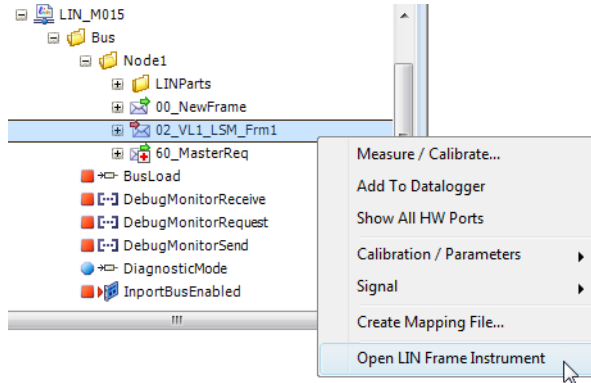 LIN_M015
Bus
Node1
LINParts
00_NewFrame
02_VL1_LSM_Frm1
60_MasterReq
BusLoad
DebugMonitorReceive
DebugMonitorRequest
DebugMonitorSend
DiagnosticMode
InportBusEnabled
Measure / Calibrate...
Add To Datalogger
Show All HW Ports
Calibration / Parameters
Signal
Create Mapping File...
Open LIN Frame Instrument